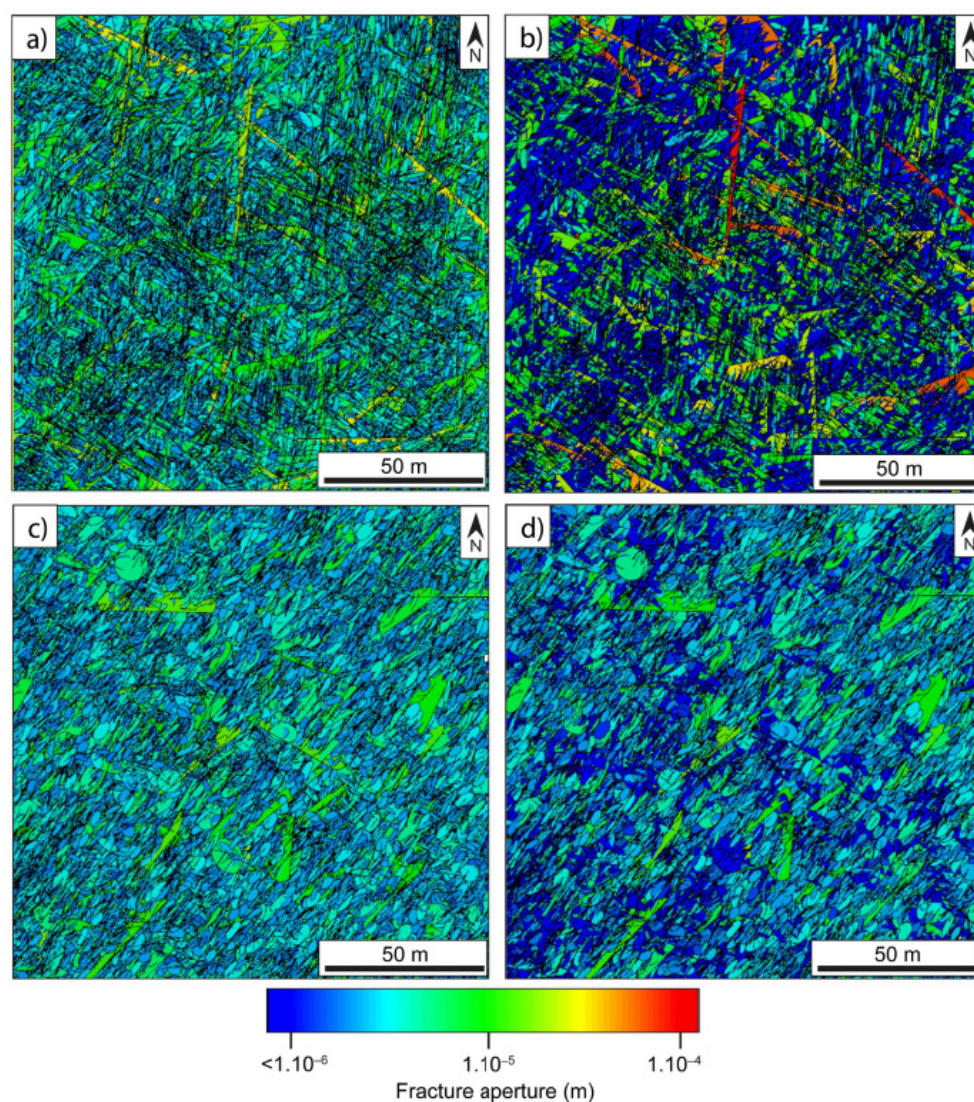 a)
N
b)
N
50 m
50 m
c)
N
d)
N
50 m
50 m
<1.10⁻⁶
1.10⁻⁵
1.10⁻⁴
Fracture aperture (m)